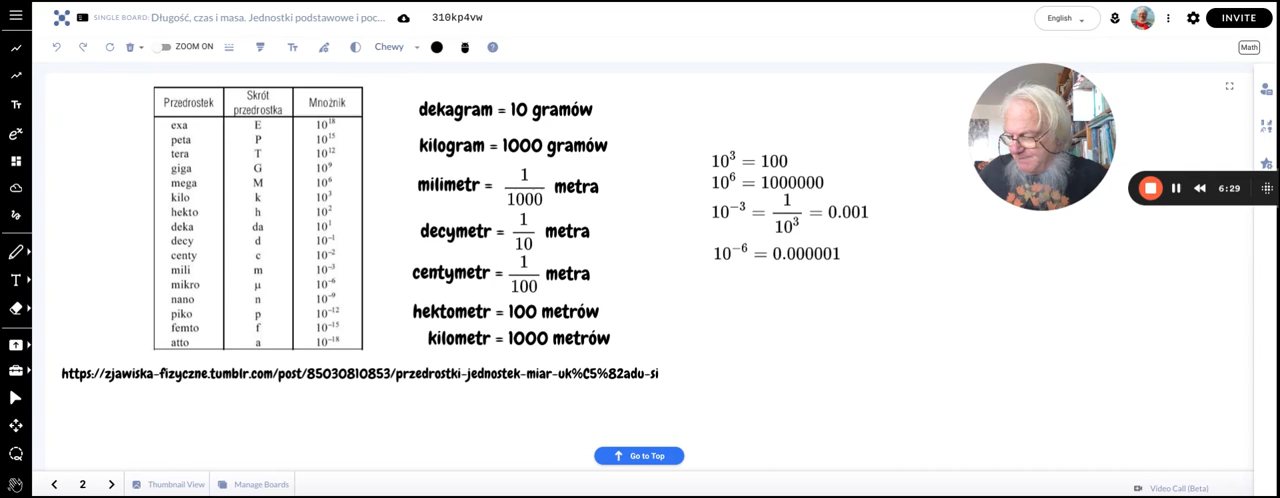 SINGLE BOARD: Długość, czas i masa. Jednostki podstawowe i poc...
310kp4vw
English
INVITE
ZOOM ON
Tт
Chewy
Math
Przedrostek Skrót przedrostka Mnożnik
exa E 10^18
peta P 10^15
tera T 10^12
giga G 10^9
mega M 10^6
kilo k 10^3
hekto h 10^2
deka da 10^1
decy d 10^-1
centy c 10^-2
mili m 10^-3
mikro μ 10^-6
nano n 10^-9
piko p 10^-12
femto f 10^-15
atto a 10^-18
dekagram = 10 gramów
kilogram = 1000 gramów
milimetr = 1/1000 metra
decymetr = 1/10 metra
centymetr = 1/100 metra
hektometr = 100 metrów
kilometr = 1000 metrów
10^3 = 100
10^6 = 1000000
10^-3 = 1/10^3 = 0.001
10^-6 = 0.000001
6:29
https://zjawiska-fizyczne.tumblr.com/post/85030810853/przedrostki-jednostek-miar-uk%C5%82adu-si
Go to Top
2
Thumbnail View
Manage Boards
Video Call (Beta)